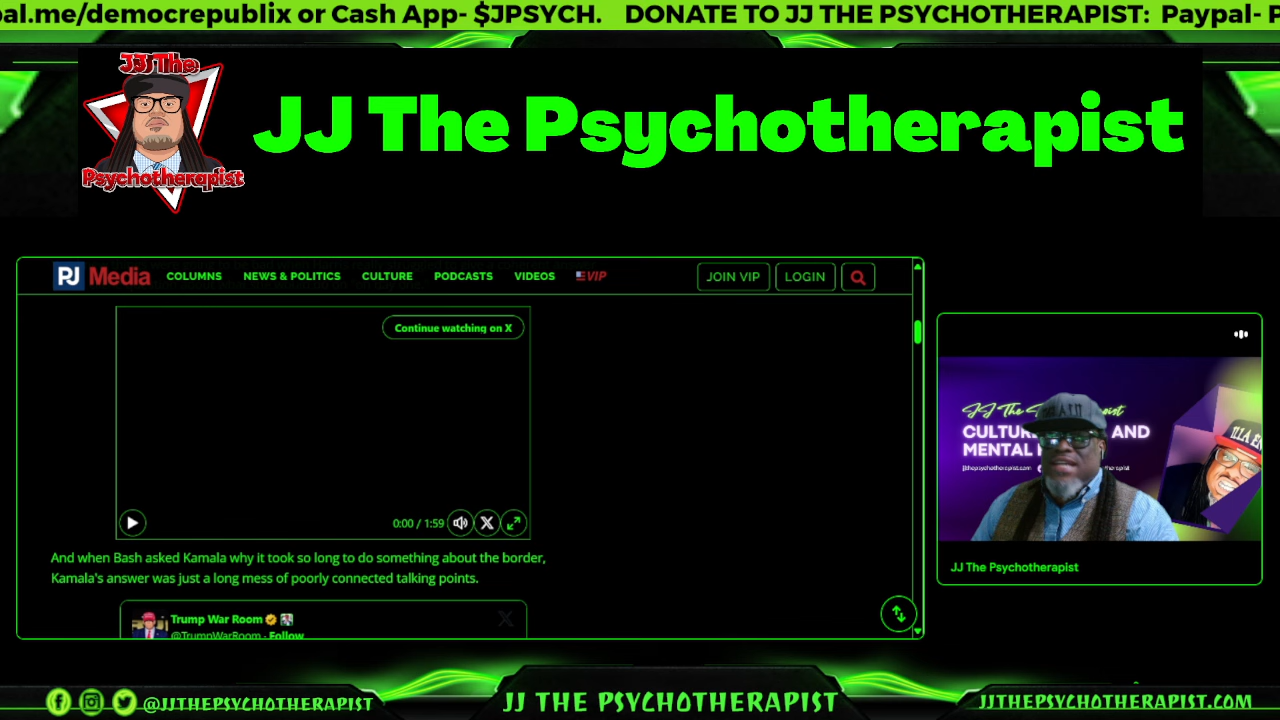 al.me/democrepublix or Cash App- $JPSYCH. DONATE TO JJ THE PSYCHOTHERAPIST: Paypal-
JJ The
Psychotherapist
JJ The Psychotherapist
PJ Media COLUMNS NEWS & POLITICS CULTURE PODCASTS VIDEOS VIP JOIN VIP LOGIN
Continue watching on X
0:00 / 1:59
And when Bash asked Kamala why it took so long to do something about the border,
Kamala's answer was just a long mess of poorly connected talking points.
Trump War Room
@TrumpWarRoom · Follow
JJ The
CULTURE AND
MENTAL
JJ The Psychotherapist
@JJTHEPSYCHOTHERAPIST
JJ THE PSYCHOTHERAPIST
JJTHEPSYCHOTHERAPIST.COM